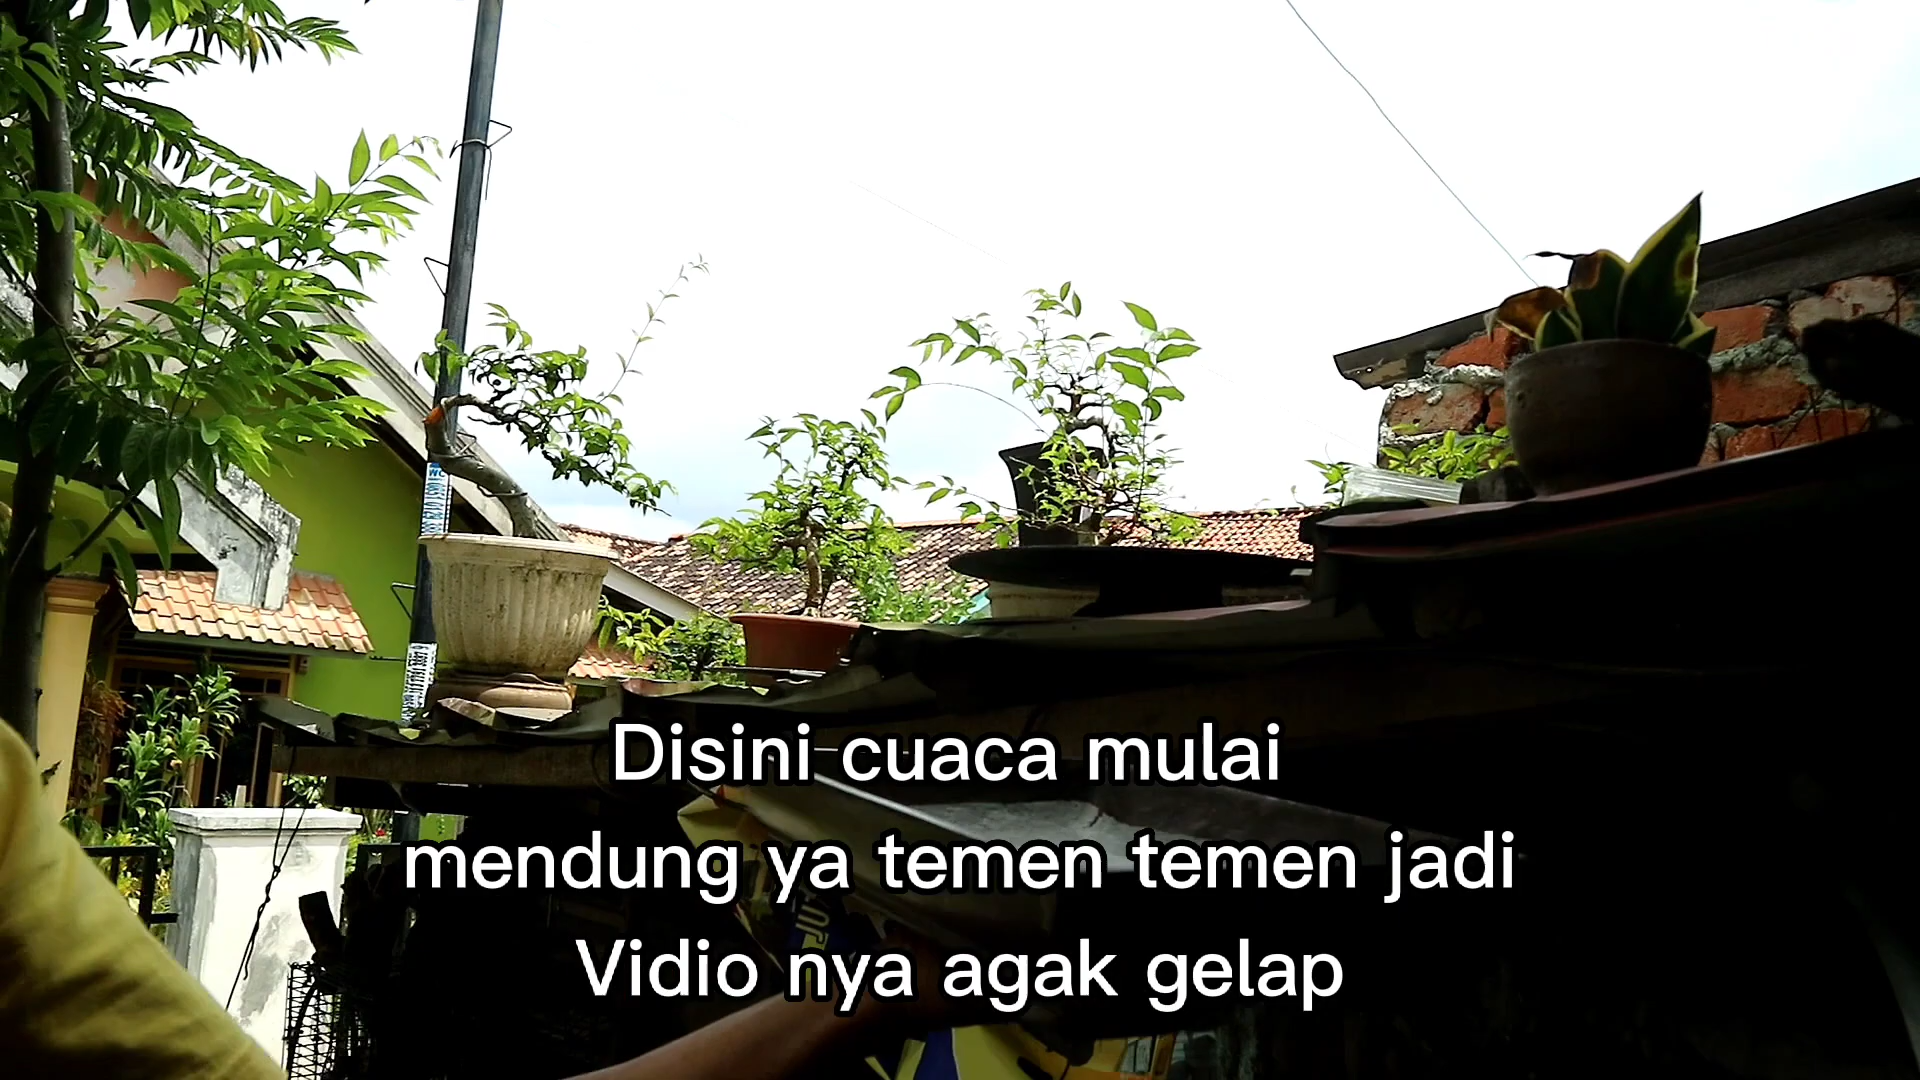 Disini cuaca mulai
mendung ya temen temen jadi
Vidio nya agak gelap